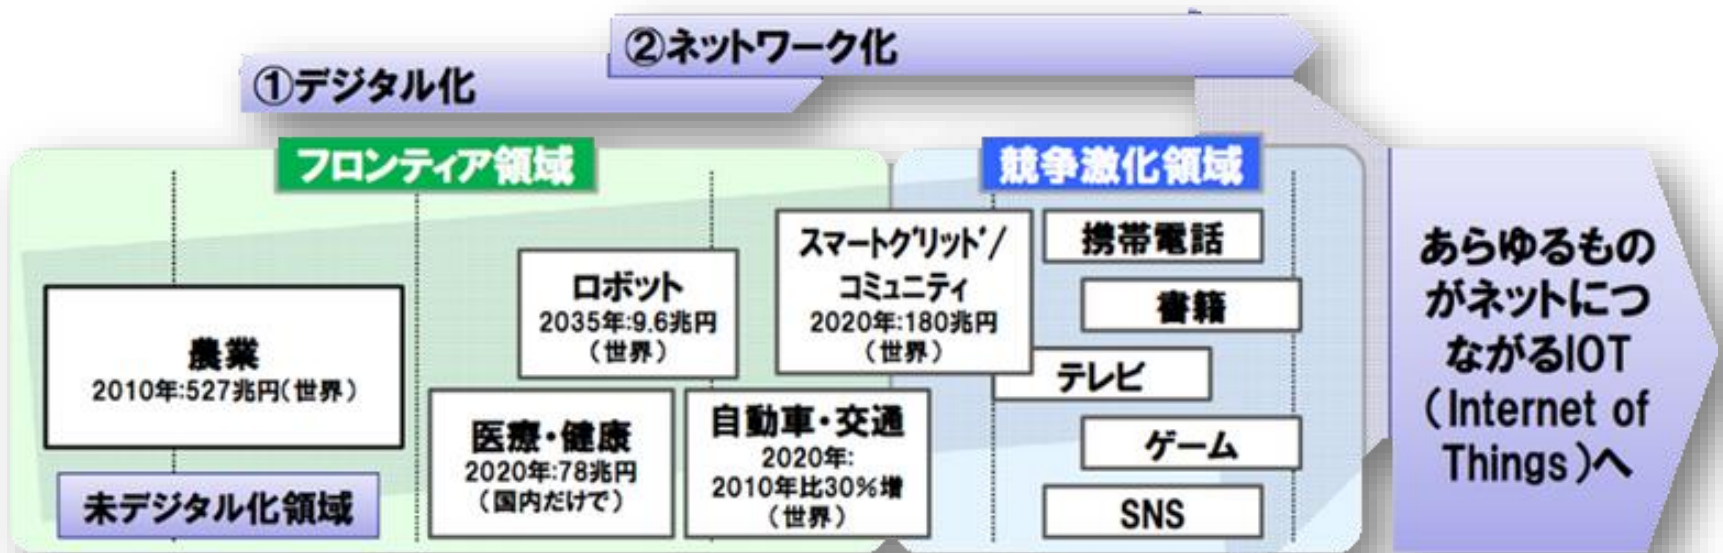 ①デジタル化
②ネットワーク化
フロンティア領域
競争激化領域
農業
2010年:527兆円(世界)
未デジタル化領域
ロボット
2035年:9.6兆円
(世界)
医療・健康
2020年:78兆円
(国内だけで)
スマートグリッド/
コミュニティ
2020年:180兆円
(世界)
自動車・交通
2020年:
2010年比30%増
(世界)
携帯電話
書籍
テレビ
ゲーム
SNS
あらゆるもの
がネットにつ
ながるIOT
(Internet of
Things)へ